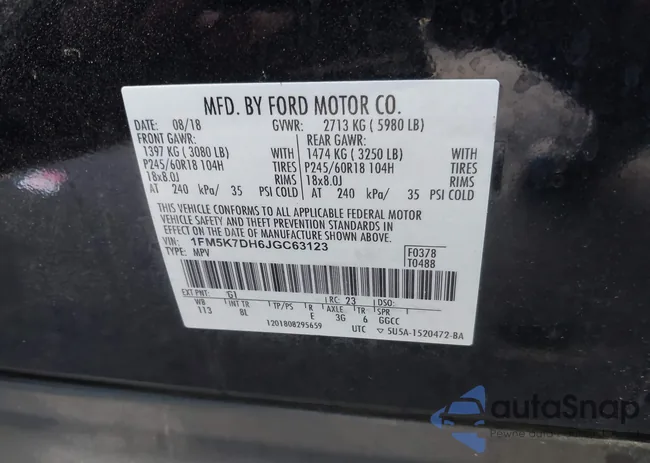 MFD. BY FORD MOTOR CO.
DATE: 08/18 GVWR: 2713 KG ( 5980 LB)
FRONT GAWR: REAR GAWR:
1397 KG ( 3080 LB) WITH 1474 KG ( 3250 LB) WITH
P245/60R18 104H TIRES P245/60R18 104H TIRES
18x8.0J RIMS 18x8.0J RIMS
AT 240 kPa/ 35 PSI COLD AT 240 kPa/ 35 PSI COLD
THIS VEHICLE CONFORMS TO ALL APPLICABLE FEDERAL MOTOR
VEHICLE SAFETY AND THEFT PREVENTION STANDARDS IN
EFFECT ON THE DATE OF MANUFACTURE SHOWN ABOVE.
VIN: 1FM5K7DH6JGC63123 F0378
TYPE: MPV T0488
EXT PNT: G1 RC: 23 DSO:
WB INT TR TP/PS R AXLE TR SPR
113 8L E 3G 6 GGCC
1201808295659 UTC 5U5A-1520472-BA
autoSnap